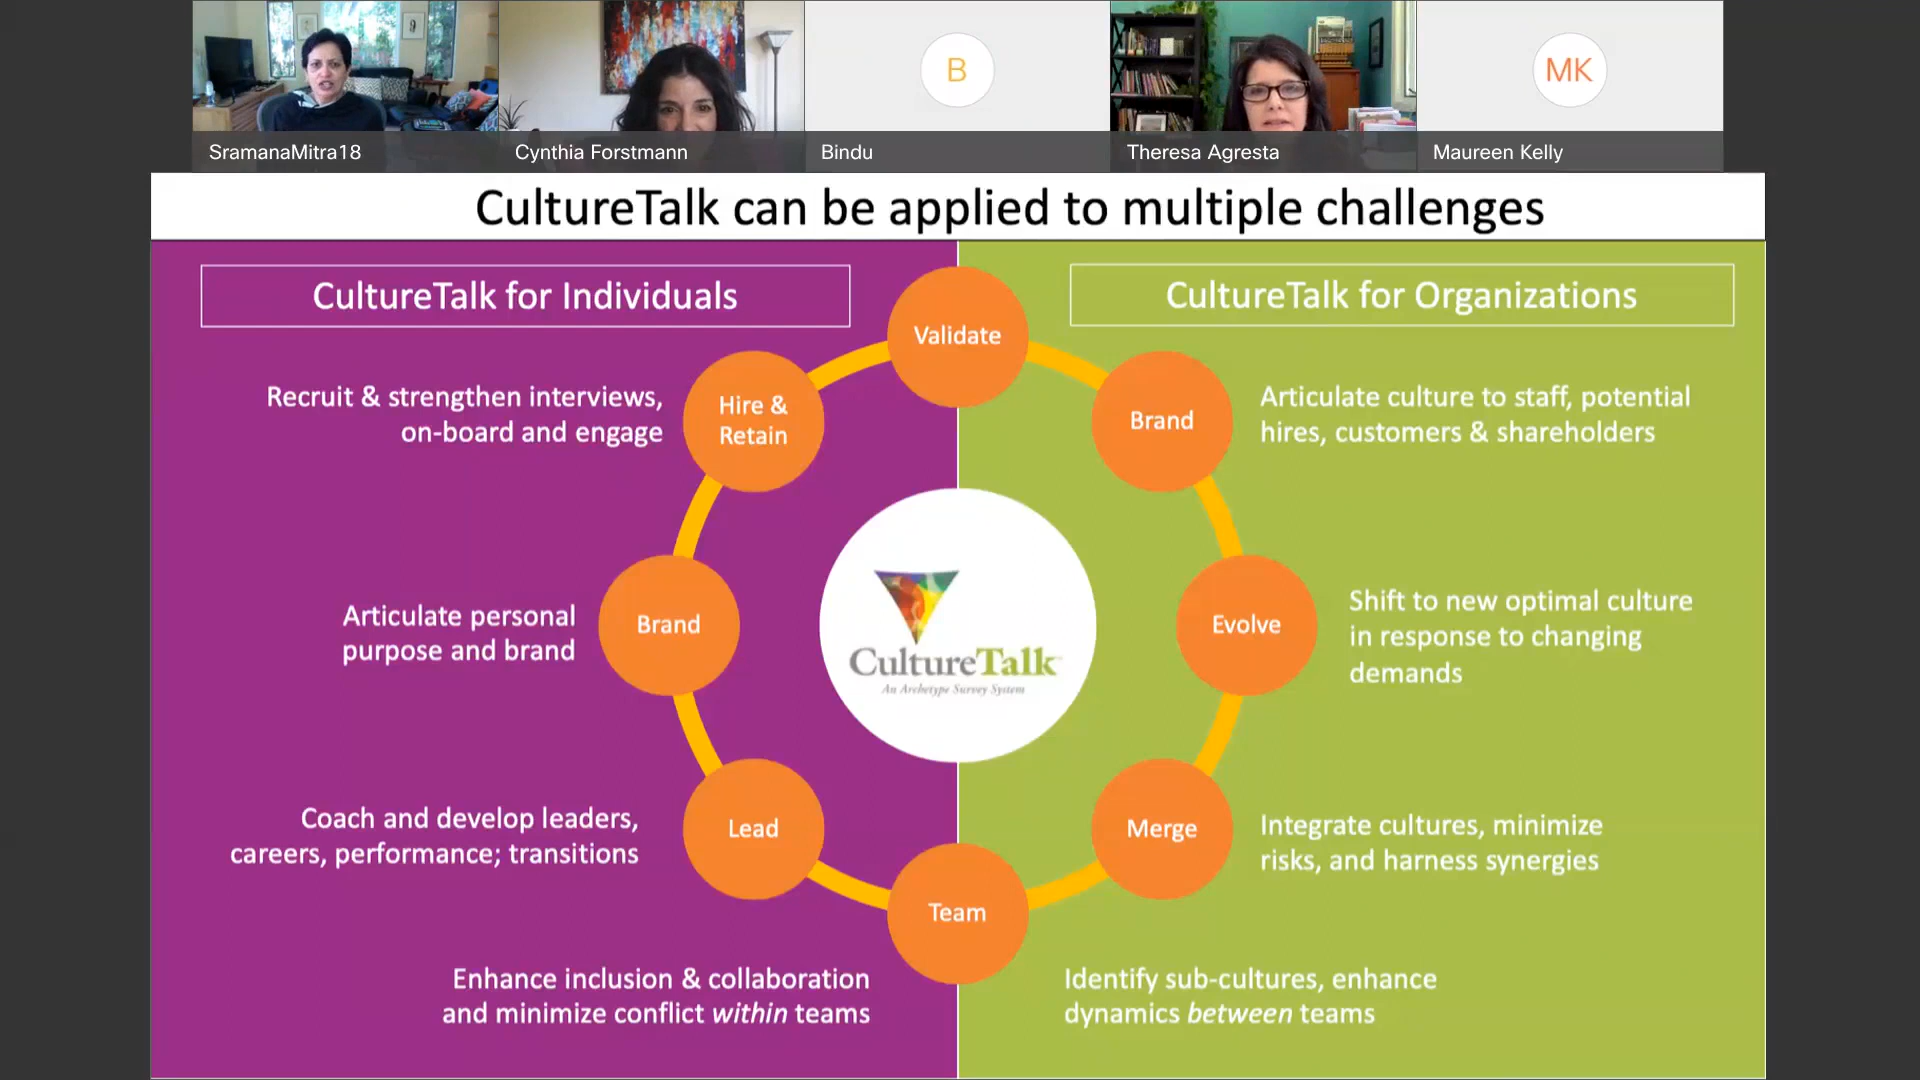 SramanaMitra18
Cynthia Forstmann
B
Bindu
Theresa Agresta
MK
Maureen Kelly
CultureTalk can be applied to multiple challenges
CultureTalk for Individuals
CultureTalk for Organizations
Validate
Hire &
Retain
Recruit & strengthen interviews,
on-board and engage
Brand
Articulate culture to staff, potential
hires, customers & shareholders
Brand
Articulate personal
purpose and brand
CultureTalk
An Archetype Survey System
Evolve
Shift to new optimal culture
in response to changing
demands
Lead
Coach and develop leaders,
careers, performance; transitions
Merge
Integrate cultures, minimize
risks, and harness synergies
Team
Enhance inclusion & collaboration
and minimize conflict within teams
Identify sub-cultures, enhance
dynamics between teams